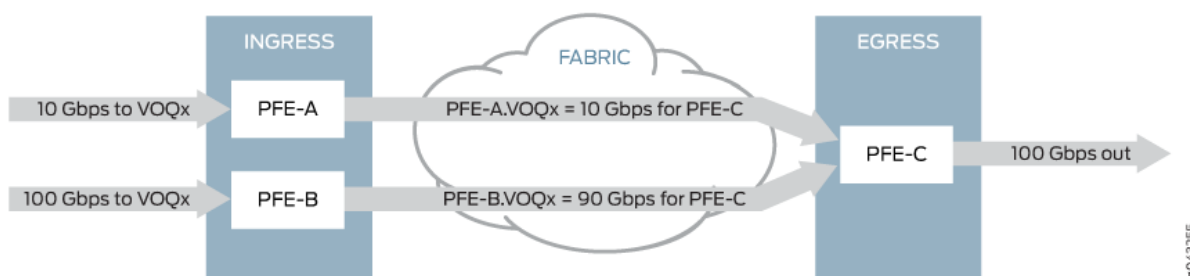 INGRESS
FABRIC
EGRESS
10 Gbps to VOQx
PFE-A
PFE-A.VOQx = 10 Gbps for PFE-C
PFE-C
100 Gbps out
100 Gbps to VOQx
PFE-B
PFE-B.VOQx = 90 Gbps for PFE-C